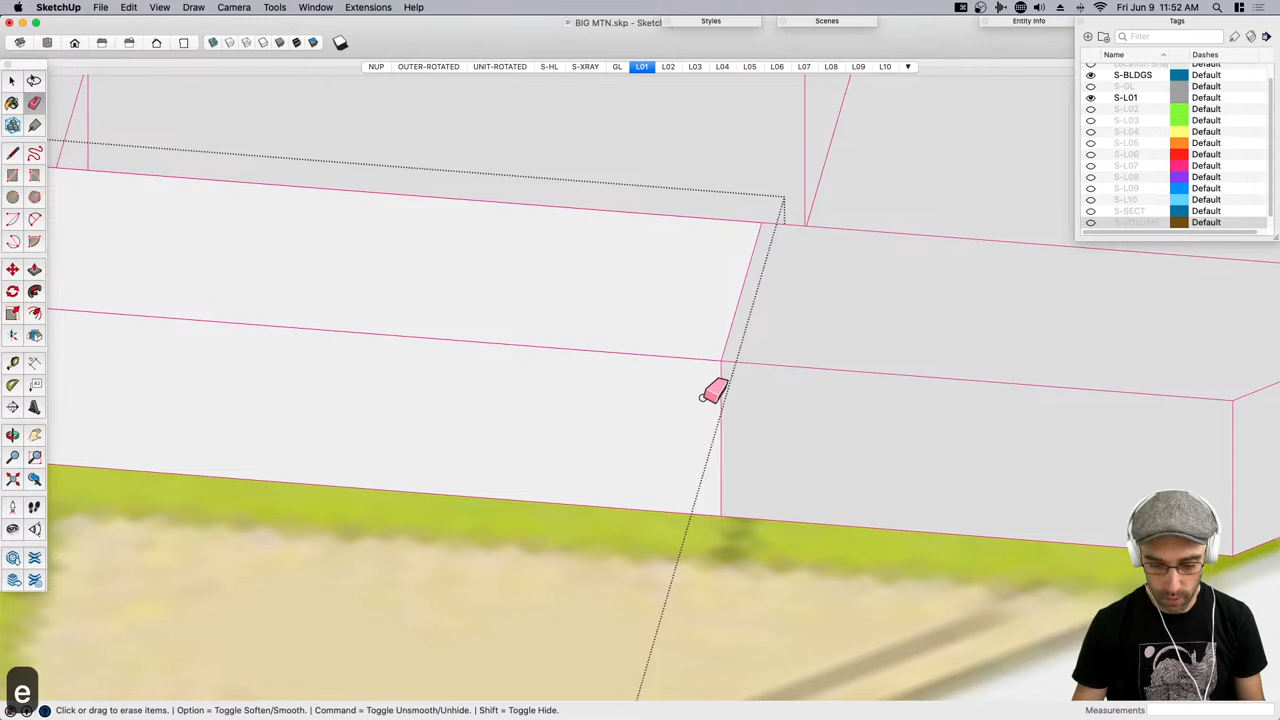 SketchUp File Edit View Draw Camera Tools Window Extensions Help Fri Jun 9 11:52 AM
BIG MTN.skp - Sketch
Styles
Scenes
Entity Info
Tags
Filter
Name Dashes
NUP OUTER-ROTATED UNIT-ROTATED S-HL S-XRAY GL L01 L02 L03 L04 L05 L06 L07 L08 L09 L10
S-BLDGS Default
S-GL Default
S-L01 Default
S-L02 Default
S-L03 Default
S-L04 Default
S-L05 Default
S-L06 Default
S-L07 Default
S-L08 Default
S-L09 Default
S-L10 Default
S-SECT Default
S-VOLUME Default
e
Click or drag to erase items. | Option = Toggle Soften/Smooth. | Command = Toggle Unsmooth/Unhide. | Shift = Toggle Hide.
Measurements